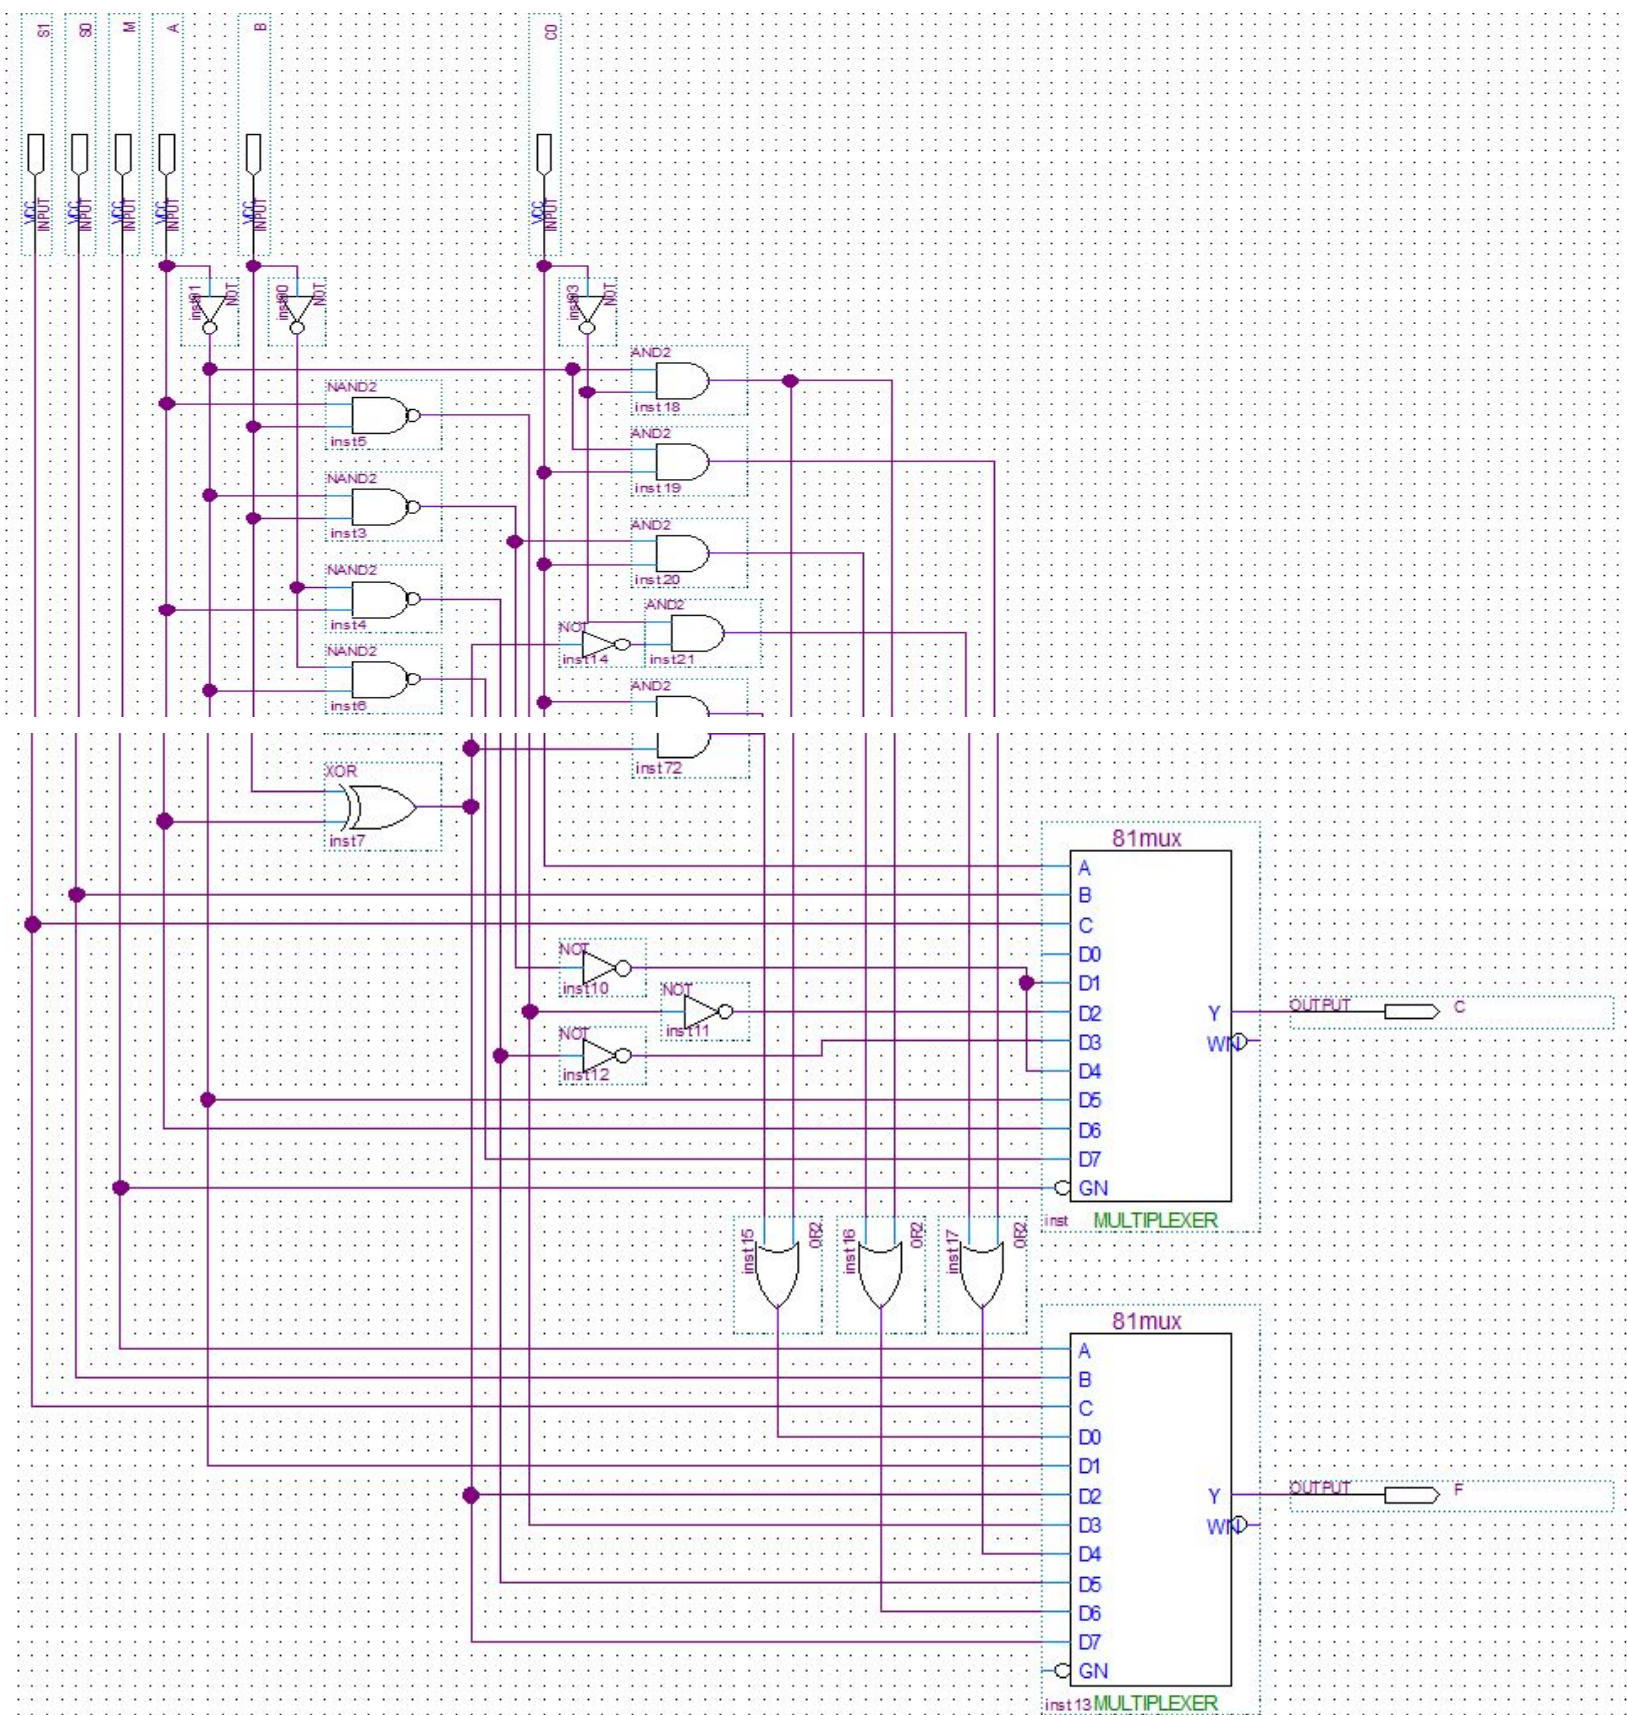 S1
S0
M
A
B
C0
VCC
INPUT
VCC
INPUT
VCC
INPUT
VCC
INPUT
VCC
INPUT
VCC
INPUT
NOT
NOT
NOT
AND2
inst18
NAND2
inst5
AND2
inst19
NAND2
inst3
AND2
inst20
NAND2
inst4
AND2
NOT
inst14
inst21
NAND2
inst6
AND2
inst72
XOR
inst7
81mux
A
B
C
D0
D1
D2
D3
D4
D5
D6
D7
GN
Y
WN
inst
MULTIPLEXER
OUTPUT
C
NOT
inst10
NOT
inst11
NOT
inst12
inst15
OR2
inst16
OR2
inst17
OR2
81mux
A
B
C
D0
D1
D2
D3
D4
D5
D6
D7
GN
Y
WN
inst13
MULTIPLEXER
OUTPUT
F